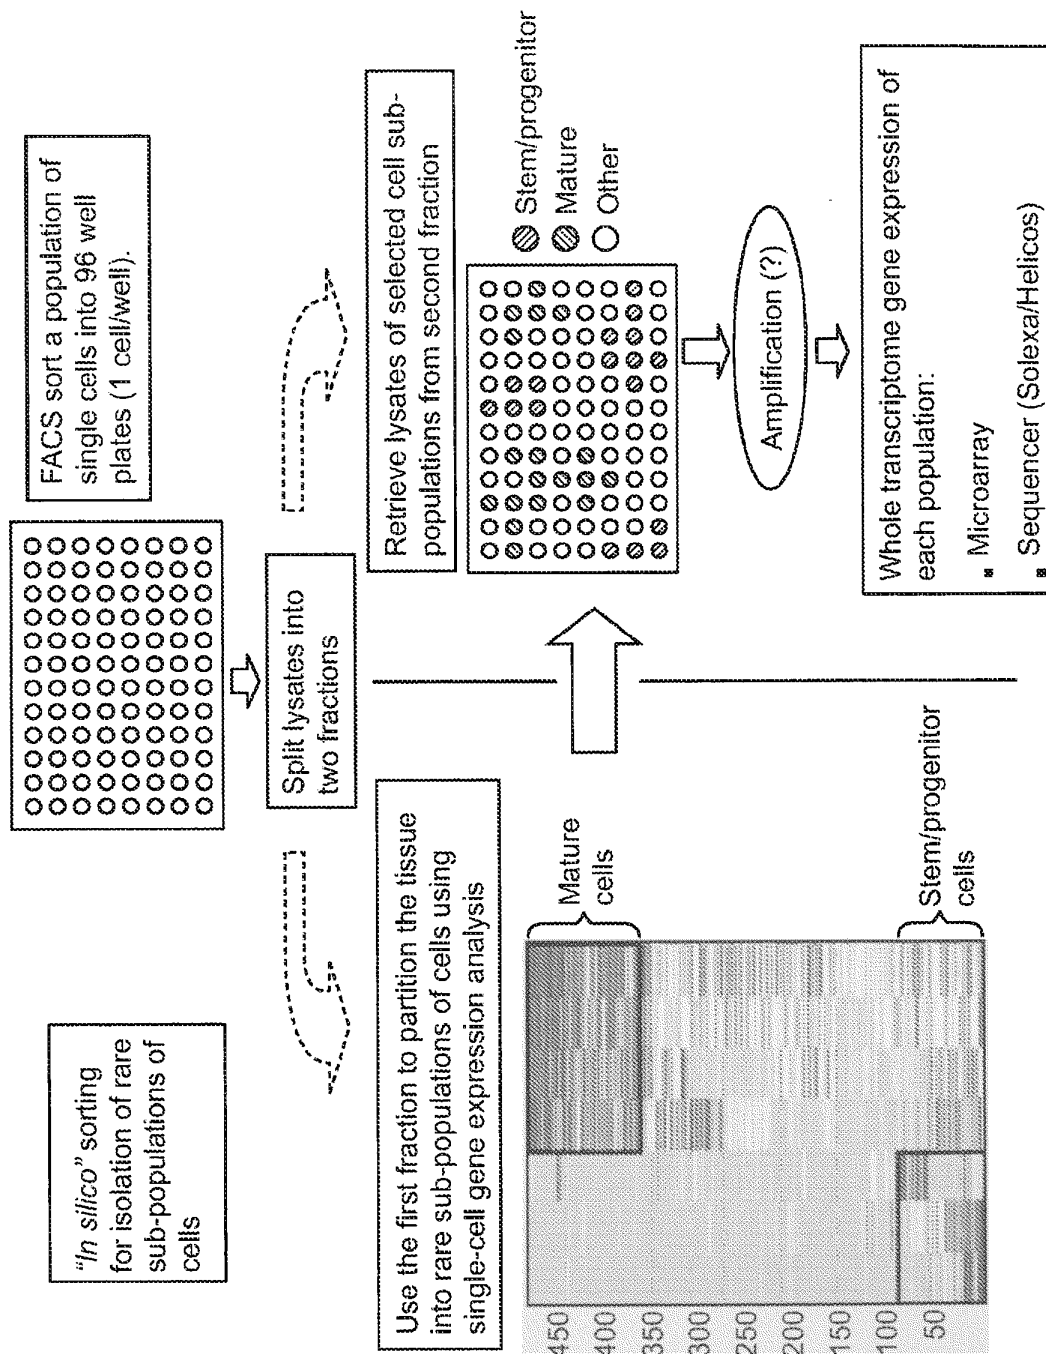 "In silico" sorting
for isolation of rare
sub-populations of
cells
FACS sort a population of
single cells into 96 well
plates (1 cell/well).
Split lysates into
two fractions
Use the first fraction to partition the tissue
into rare sub-populations of cells using
single-cell gene expression analysis
Retrieve lysates of selected cell sub-
populations from second fraction
Stem/progenitor
Mature
Other
Mature
cells
Stem/progenitor
cells
450
400
350
300
250
200
150
100
50
Amplification (?)
Whole transcriptome gene expression of
each population:
▪ Microarray
▪ Sequencer (Solexa/Helicos)